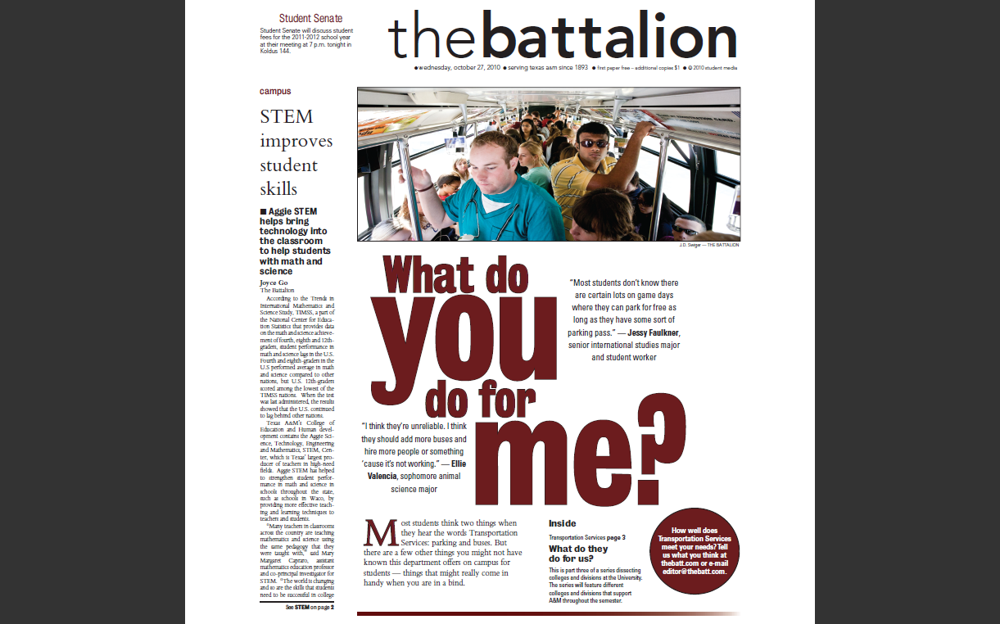 Student Senate
Student Senate will discuss student
fees for the 2011-2012 school year
at their meeting at 7 p.m. tonight in
Koldus 144.
thebattalion
● wednesday, october 27, 2010 ● serving texas a&m since 1893 ● first paper free – additional copies $1 ● © 2010 student media
campus
STEM
improves
student
skills
■ Aggie STEM
helps bring
technology into
the classroom
to help students
with math and
science
Joyce Go
The Battalion
According to the Trends in
International Mathematics and
Science Study, TIMSS, a part of
the National Center for Educa-
tion Statistics that provides data
on the math and science achieve-
ment of fourth, eighth and 12th-
graders, student performance in
math and science lags in the U.S.
Fourth and eighth-graders in the
U.S performed average in math
and science compared to other
nations, but U.S. 12th-graders
scored among the lowest of the
TIMSS nations. When the test
was last administered, the results
showed that the U.S. continued
to lag behind other nations.
Texas A&M's College of
Education and Human devel-
opment contains the Aggie Sci-
ence, Technology, Engineering
and Mathematics, STEM, Cen-
ter, which is Texas' largest pro-
ducer of teachers in high-need
fields. Aggie STEM has helped
to strengthen student perfor-
mance in math and science in
schools throughout the state,
such as schools in Waco, by
providing more effective teach-
ing and learning techniques to
teachers and students.
"Many teachers in classrooms
across the country are teaching
mathematics and science using
the same pedagogy that they
were taught with," said Mary
Margaret Capraro, assistant
mathematics education professor
and co-principal investigator for
STEM. "The world is changing
and so are the skills that students
need to be successful in college
See STEM on page 2
J.D. Swiger — THE BATTALION
What do
you
do for
me?
"Most students don't know there
are certain lots on game days
where they can park for free as
long as they have some sort of
parking pass." — Jessy Faulkner,
senior international studies major
and student worker
"I think they're unreliable. I think
they should add more buses and
hire more people or something
'cause it's not working." — Ellie
Valencia, sophomore animal
science major
Most students think two things when
they hear the words Transportation
Services: parking and buses. But
there are a few other things you might not have
known this department offers on campus for
students — things that might really come in
handy when you are in a bind.
Inside
Transportation Services page 3
What do they
do for us?
This is part three of a series dissecting
colleges and divisions at the University.
The series will feature different
colleges and divisions that support
A&M throughout the semester.
How well does
Transportation Services
meet your needs? Tell
us what you think at
thebatt.com or e-mail
editor@thebatt.com.